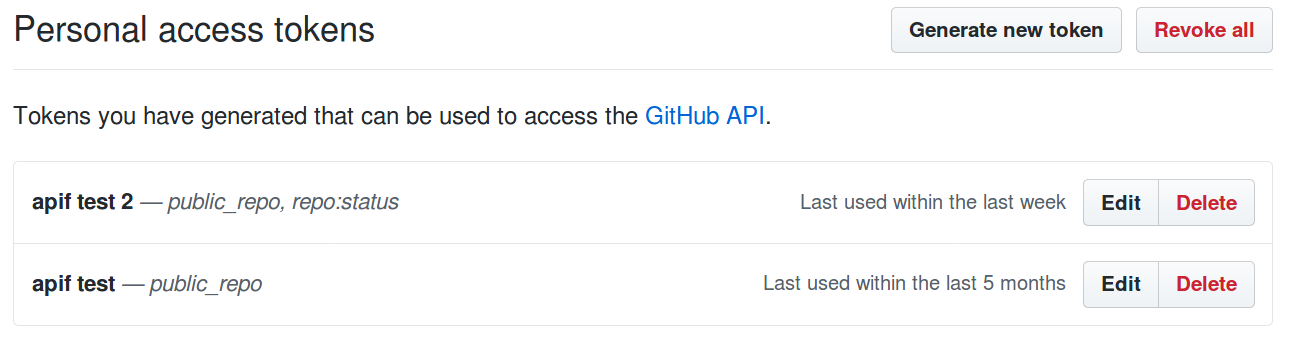 Personal access tokens
Generate new token
Revoke all
Tokens you have generated that can be used to access the GitHub API.
apif test 2 — public_repo, repo:status
Last used within the last week
Edit
Delete
apif test — public_repo
Last used within the last 5 months
Edit
Delete